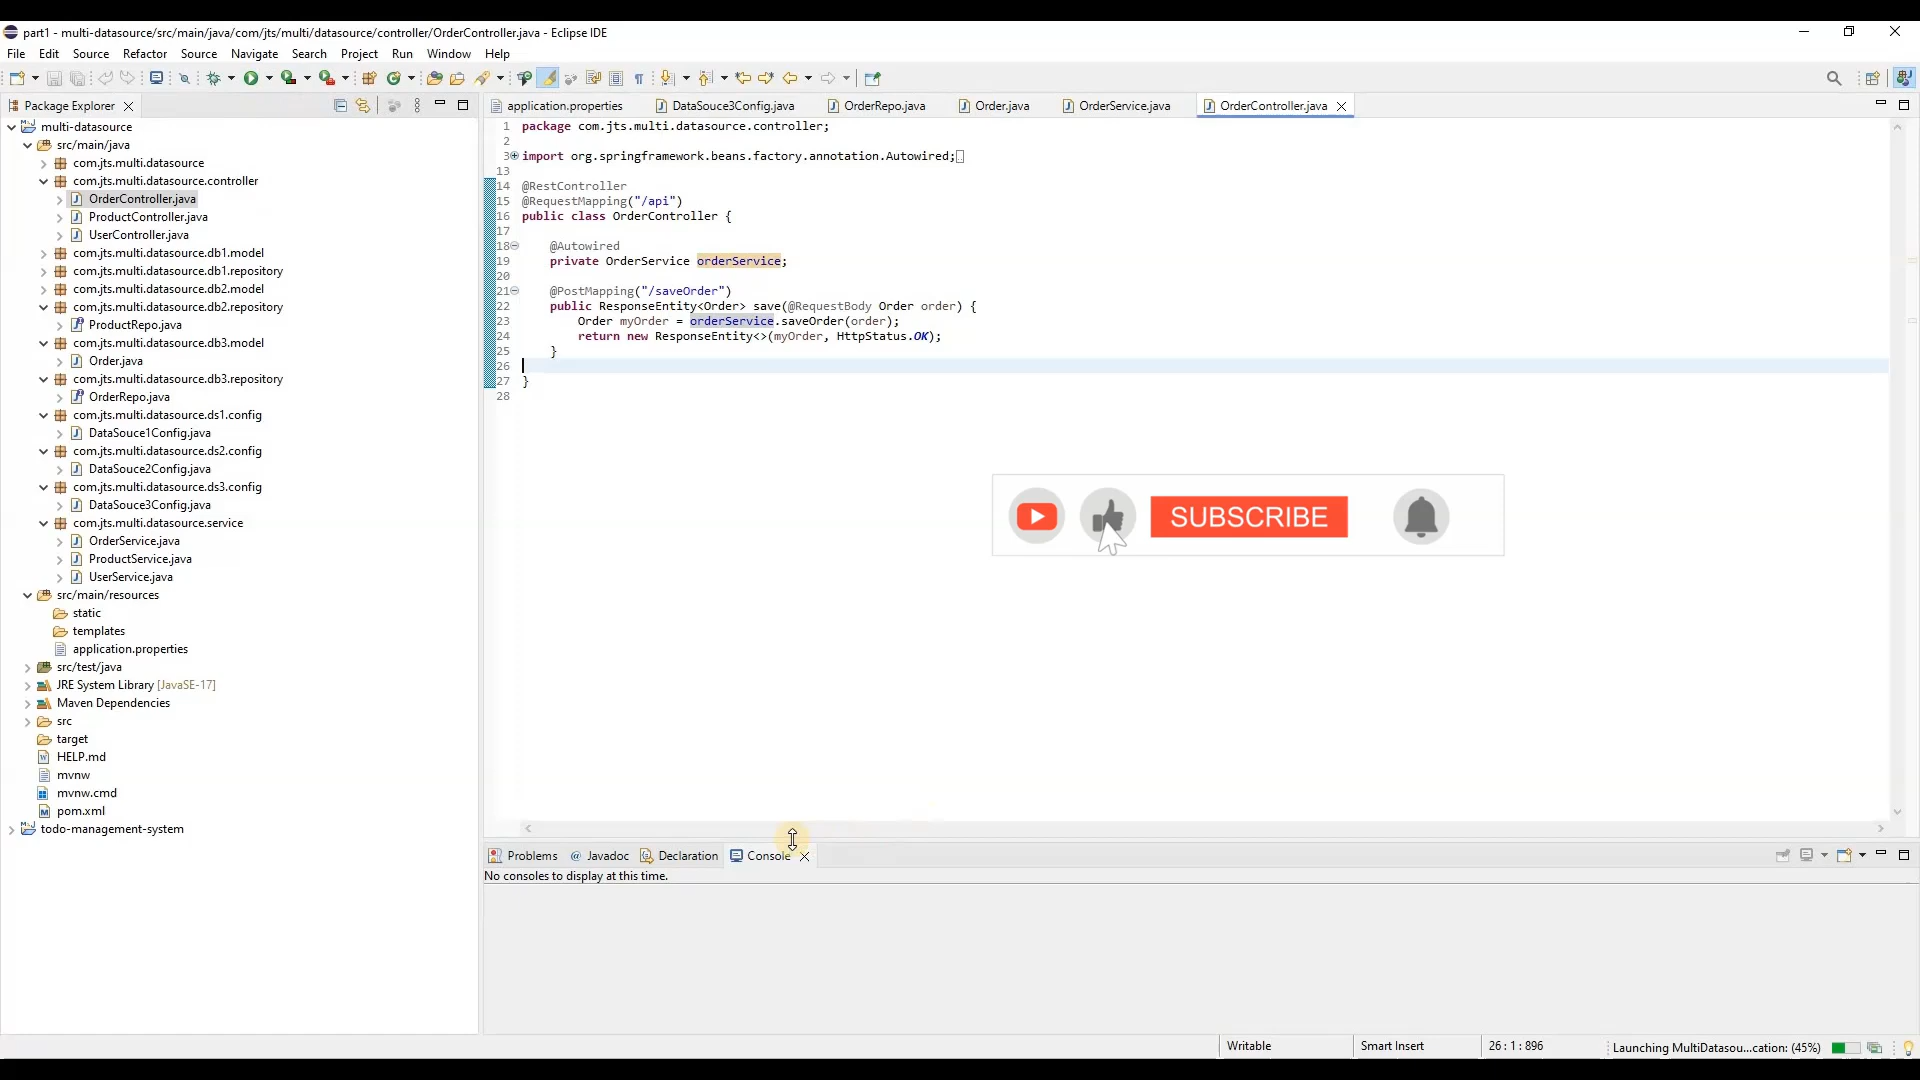 part1 - multi-datasource/src/main/java/com/jts/multi/datasource/controller/OrderController.java - Eclipse IDE
File Edit Source Refactor Source Navigate Search Project Run Window Help
Package Explorer
application.properties DataSouce3Config.java OrderRepo.java Order.java OrderService.java OrderController.java
multi-datasource
src/main/java
com.jts.multi.datasource
com.jts.multi.datasource.controller
OrderController.java
ProductController.java
UserController.java
com.jts.multi.datasource.db1.model
com.jts.multi.datasource.db1.repository
com.jts.multi.datasource.db2.model
com.jts.multi.datasource.db2.repository
ProductRepo.java
com.jts.multi.datasource.db3.model
Order.java
com.jts.multi.datasource.db3.repository
OrderRepo.java
com.jts.multi.datasource.ds1.config
DataSouce1Config.java
com.jts.multi.datasource.ds2.config
DataSouce2Config.java
com.jts.multi.datasource.ds3.config
DataSouce3Config.java
com.jts.multi.datasource.service
OrderService.java
ProductService.java
UserService.java
src/main/resources
static
templates
application.properties
src/test/java
JRE System Library [JavaSE-17]
Maven Dependencies
src
target
HELP.md
mvnw
mvnw.cmd
pom.xml
todo-management-system
1 package com.jts.multi.datasource.controller;
2
3 import org.springframework.beans.factory.annotation.Autowired;
13
14 @RestController
15 @RequestMapping("/api")
16 public class OrderController {
17
18 @Autowired
19 private OrderService orderService;
20
21 @PostMapping("/saveOrder")
22 public ResponseEntity<Order> save(@RequestBody Order order) {
23 Order myOrder = orderService.saveOrder(order);
24 return new ResponseEntity<>(myOrder, HttpStatus.OK);
25 }
26
27 }
28
SUBSCRIBE
Problems @ Javadoc Declaration Console
No consoles to display at this time.
Writable Smart Insert 26 : 1 : 896 Launching MultiDatasou...cation: (45%)